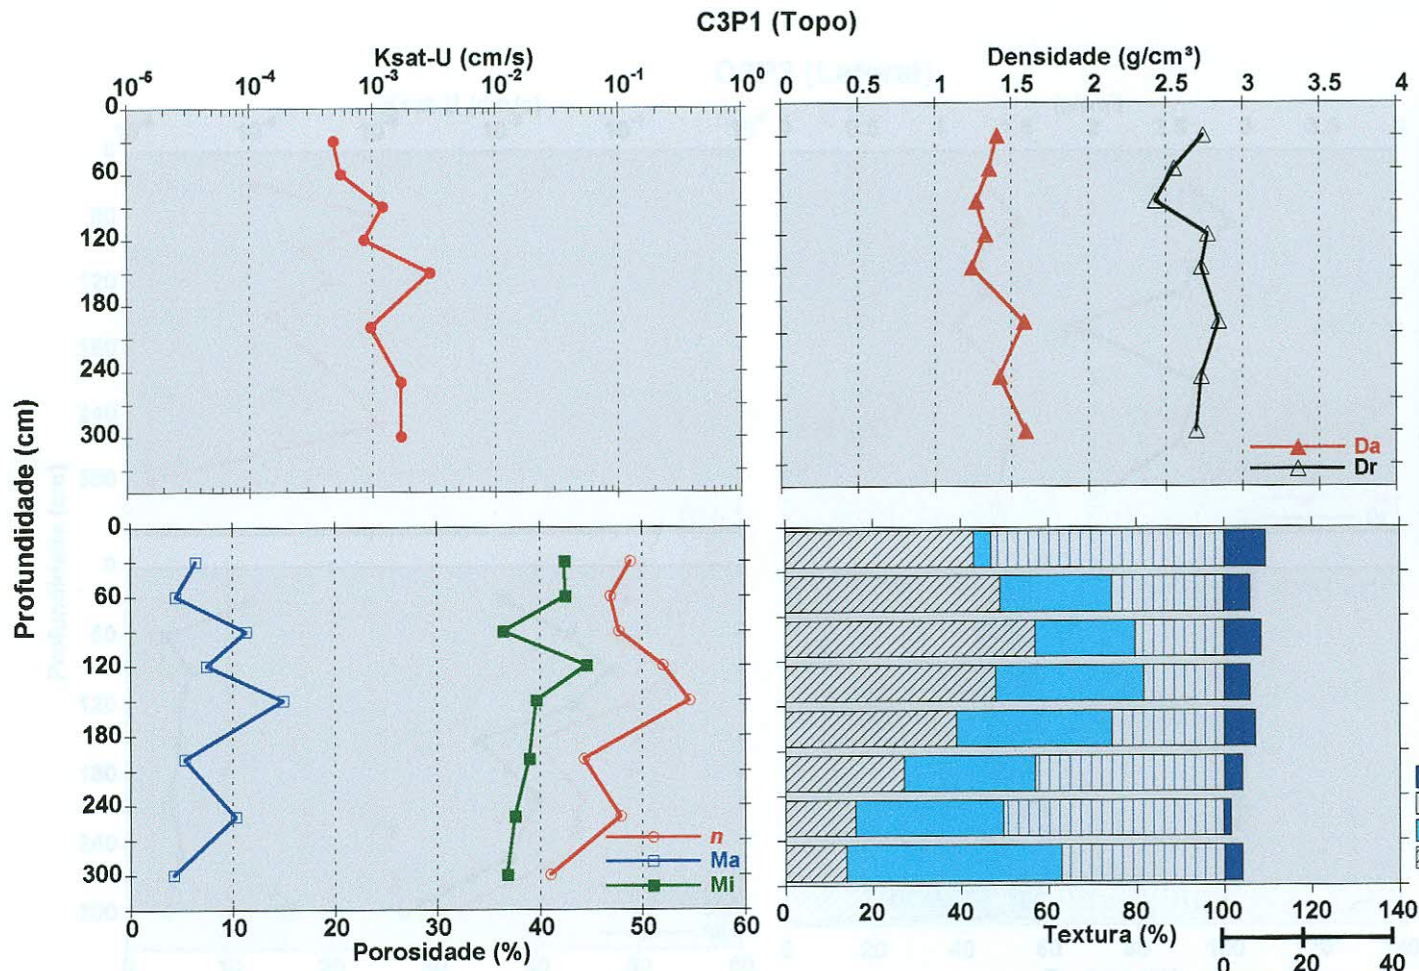 C3P1 (Topo)
Ksat-U (cm/s)
10-6 10-4 10-3 10-2 10-1 100
Densidade (g/cm³)
0 0.5 1 1.5 2 2.5 3 3.5 4
Profundidade (cm)
0
60
120
180
240
300
Da
Dr
0
60
120
180
240
300
n
Ma
Mi
0 10 20 30 40 50 60
Porosidade (%)
0 20 40 60 80 100 120 140
Textura (%)
0 20 40